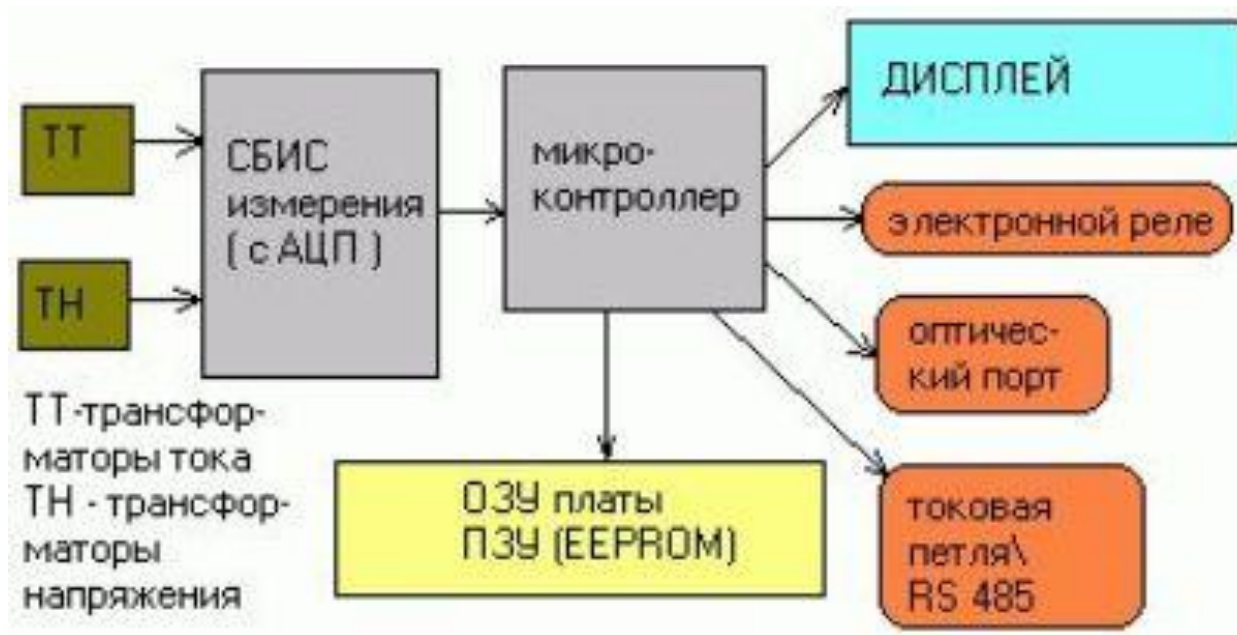 ТТ
ТН
СБИС
измерения
( с АЦП )
микро-
контроллер
ДИСПЛЕЙ
электронной реле
оптичес-
кий порт
токовая
петля\
RS 485
ОЗУ платы
ПЗУ (EEPROM)
ТТ-трансфор-
маторы тока
ТН - трансфор-
маторы
напряжения